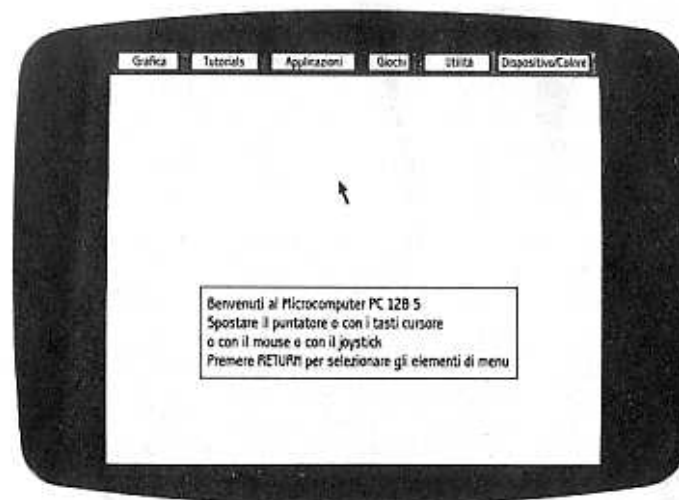 Grafica Tutorials Applicazioni Giochi Utilità Dispositivo/Colore
Benvenuti al Microcomputer PC 128 S
Spostare il puntatore o con i tasti cursore
o con il mouse o con il joystick
Premere RETURN per selezionare gli elementi di menu